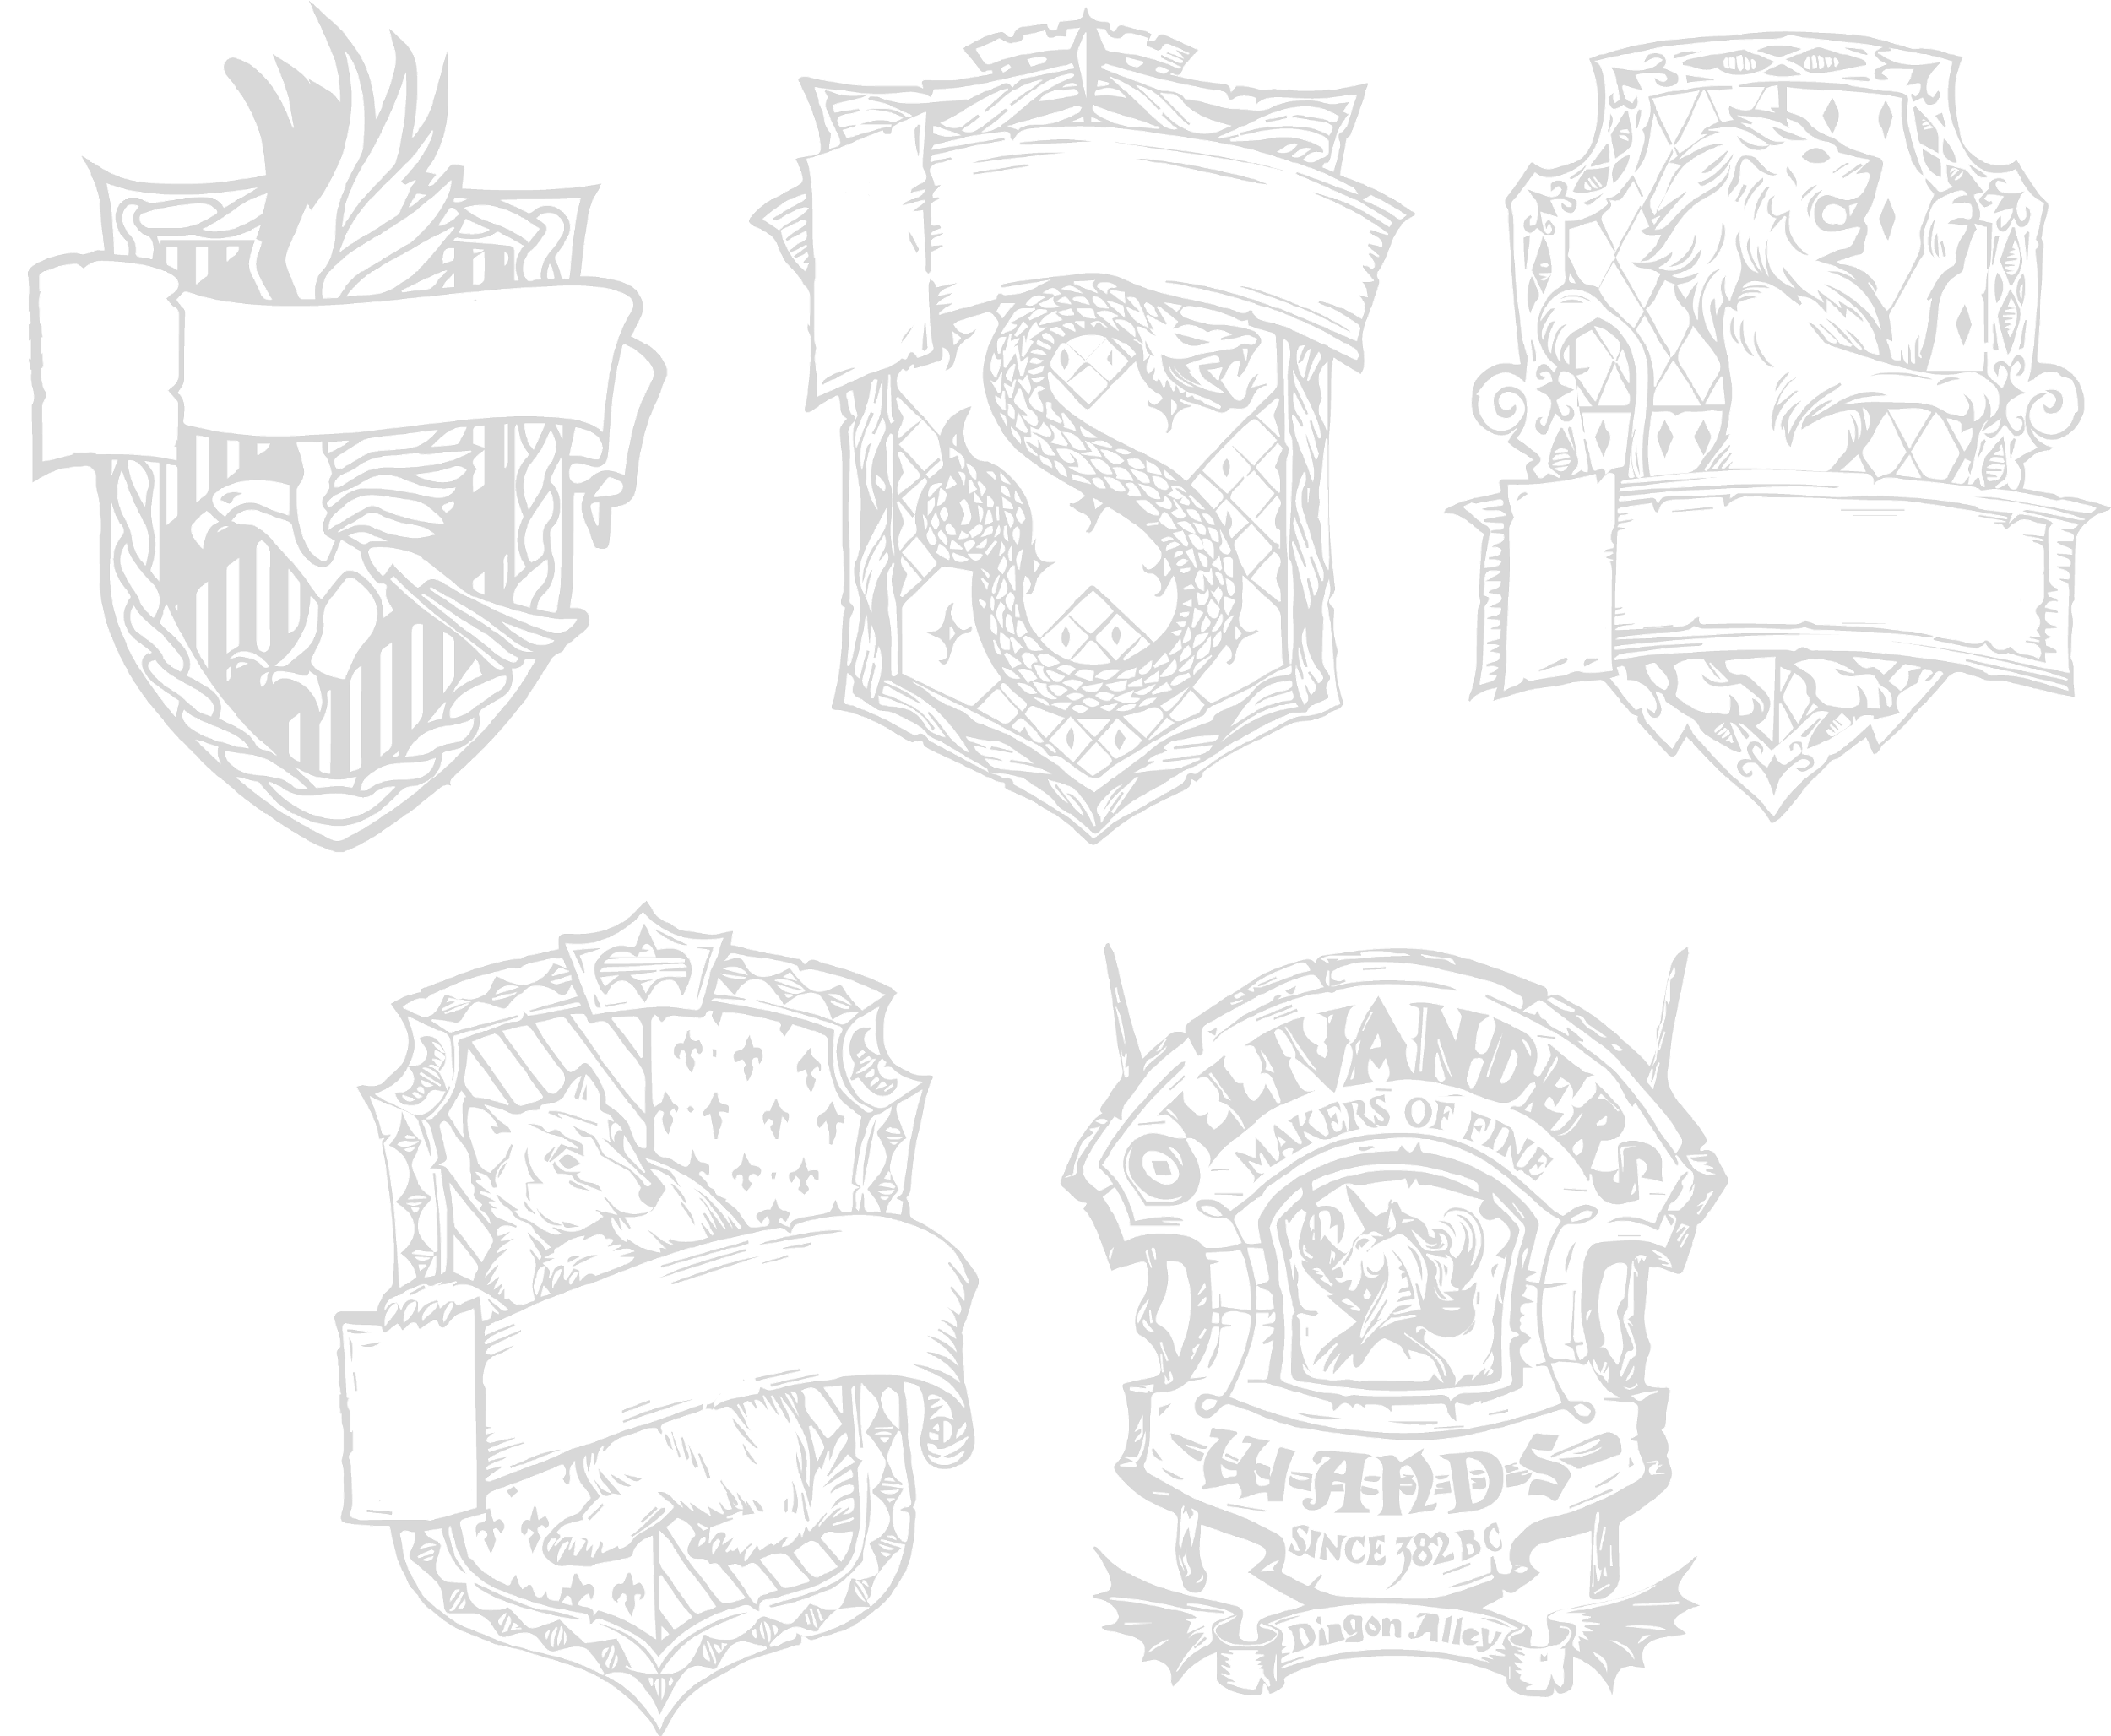 OLLIVANDERS
MAKERS OF FINE
WANDS
SINCE 382 BC
Diagon Alley